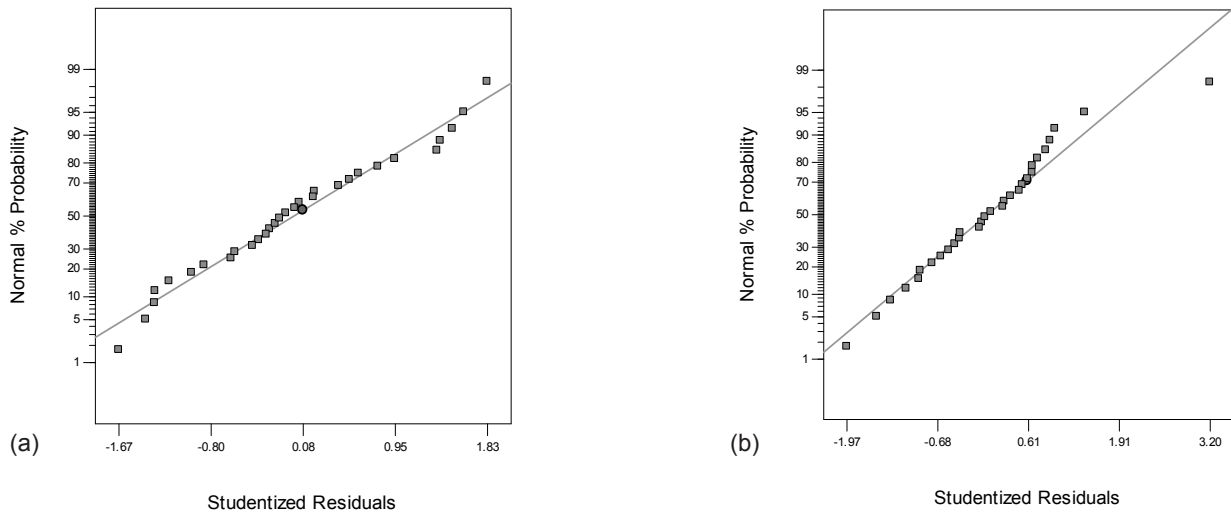 99
95
90
80
70
50
30
20
10
5
1
Normal % Probability
-1.67 -0.80 0.08 0.95 1.83
Studentized Residuals
(a)
99
95
90
80
70
50
30
20
10
5
1
Normal % Probability
-1.97 -0.68 0.61 1.91 3.20
Studentized Residuals
(b)